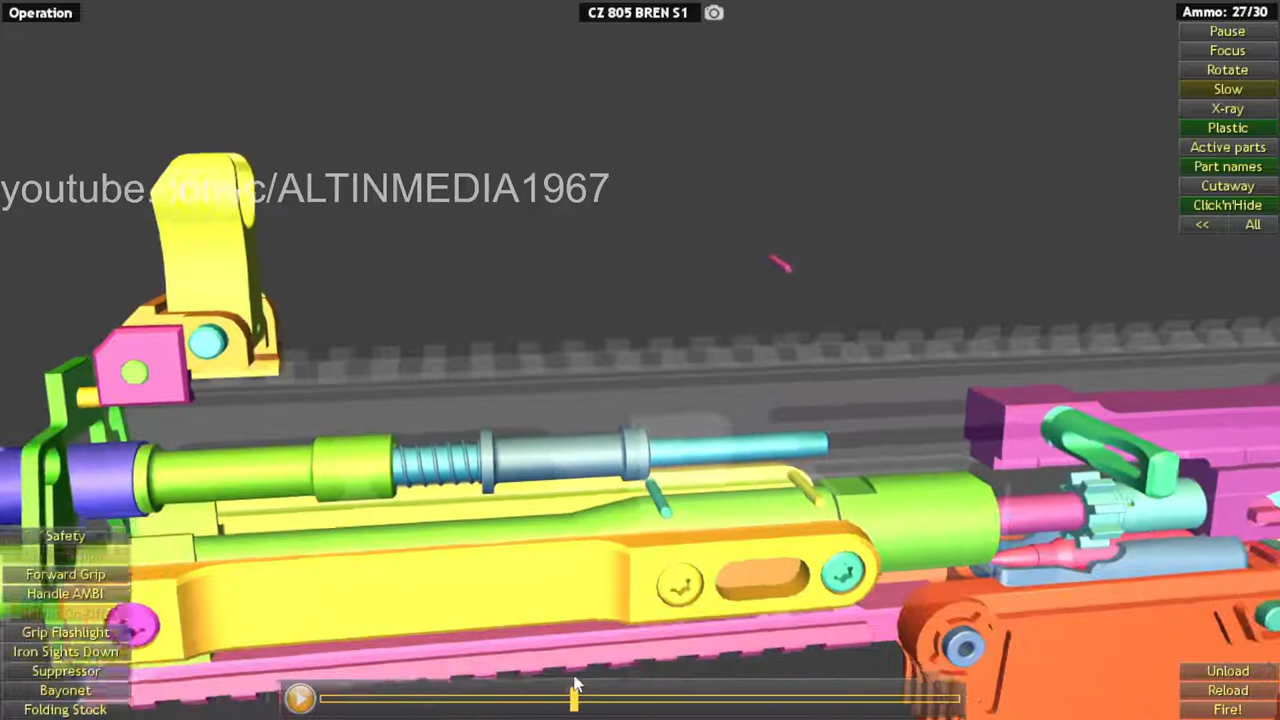 Operation
CZ 805 BREN S1
Ammo: 27/30
Pause
Focus
Rotate
Slow
X-ray
Plastic
Active parts
Part names
Cutaway
Click'n'Hide
<< All
youtube.com/c/ALTINMEDIA1967
Safety
Forward Grip
Handle AMBI
Grip Flashlight
Iron Sights Down
Suppressor
Bayonet
Folding Stock
Unload
Reload
Fire!